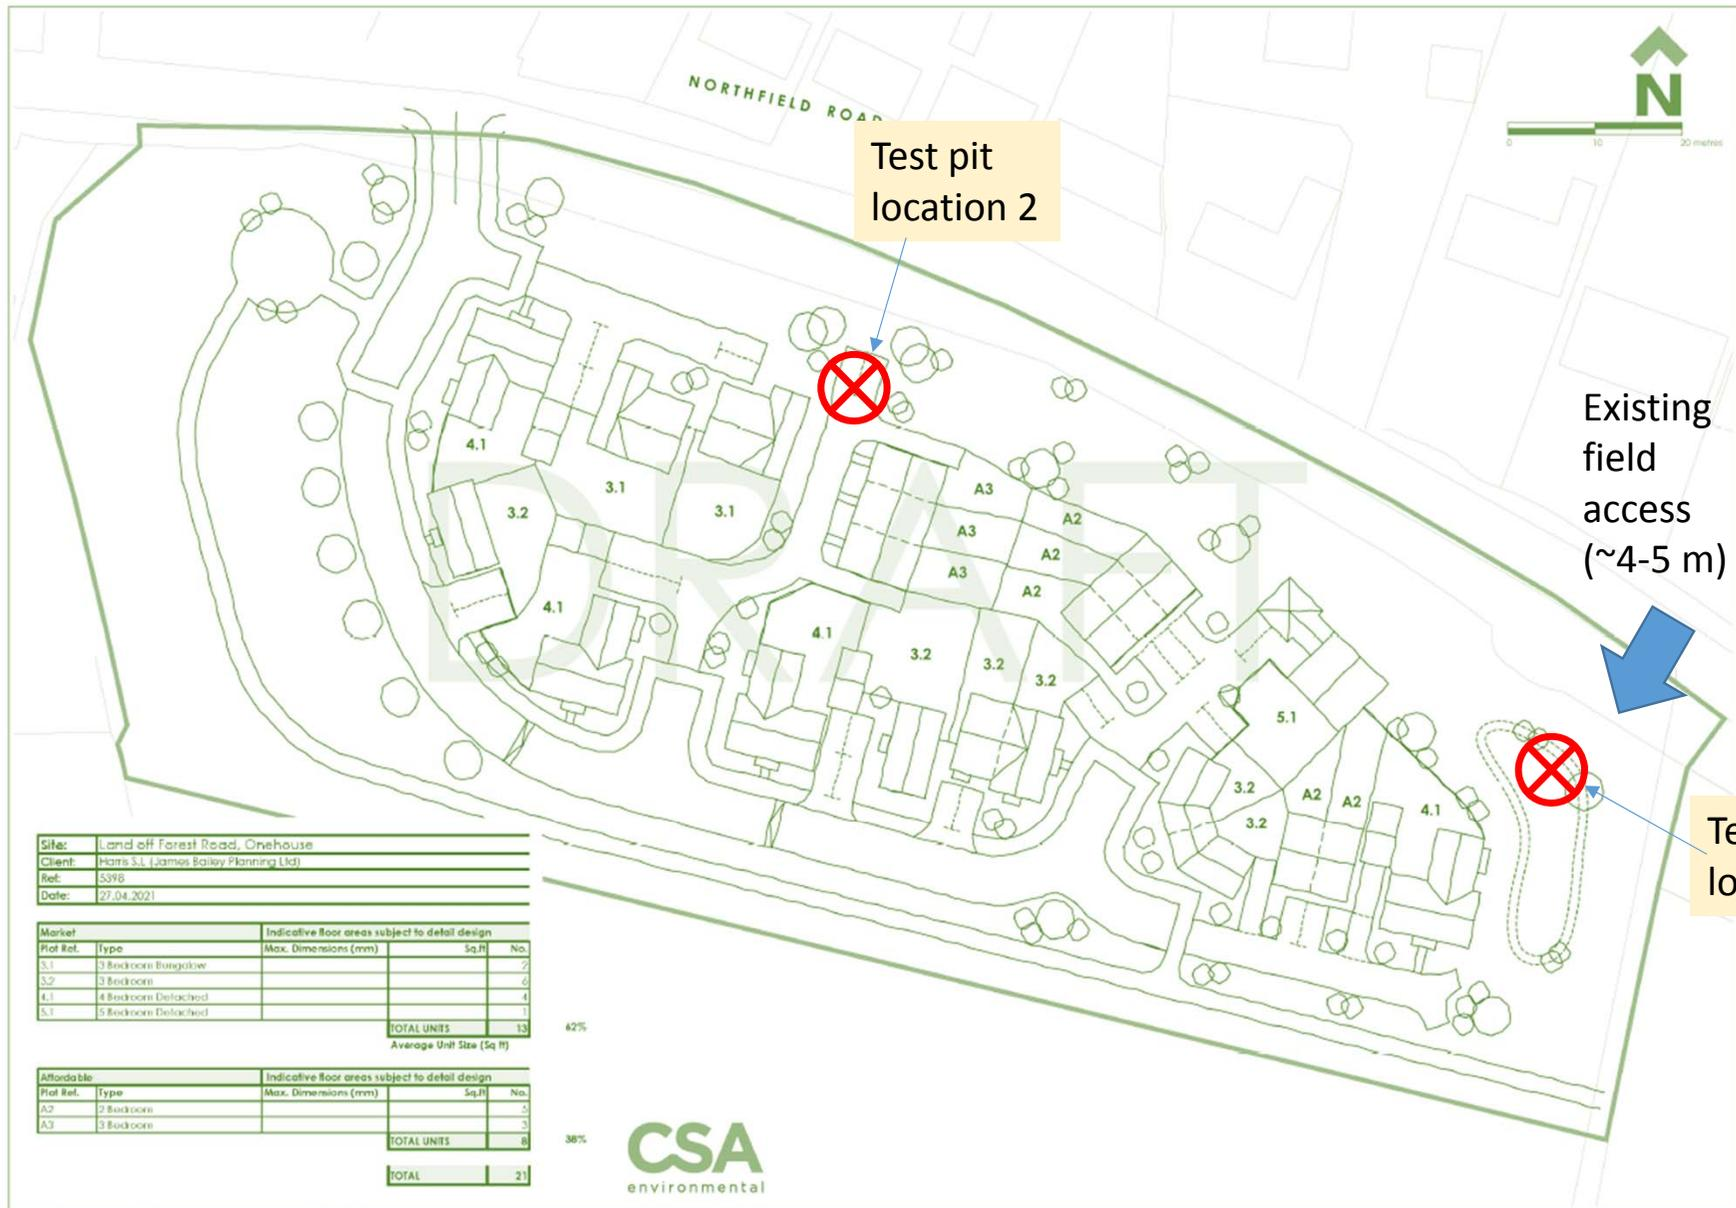 NORTHFIELD ROAD
N
0 10 20 metres
Test pit
location 2
Existing
field
access
(~4-5 m)
DRAFT
4.1
3.1
3.2
3.1
4.1
A3
A2
A3
A2
A3
A2
4.1
3.2
3.2
3.2
5.1
3.2
A2
A2
4.1
3.2
Te
lo
Site: Land off Forest Road, Onehouse
Client: Harris S.L (James Bailey Planning Ltd)
Ref: 5398
Date: 27.04.2021
Market Indicative floor areas subject to detail design
Plot Ref. Type Max. Dimensions (mm) Sq.ft No.
3.1 3 Bedroom Bungalow 2
3.2 3 Bedroom 6
4.1 4 Bedroom Detached 4
5.1 5 Bedroom Detached 1
TOTAL UNITS 13 62%
Average Unit Size (Sq ft)
Affordable Indicative floor areas subject to detail design
Plot Ref. Type Max. Dimensions (mm) Sq.ft No.
A2 2 Bedroom 5
A3 3 Bedroom 3
TOTAL UNITS 8 38%
TOTAL 21
CSA
environmental